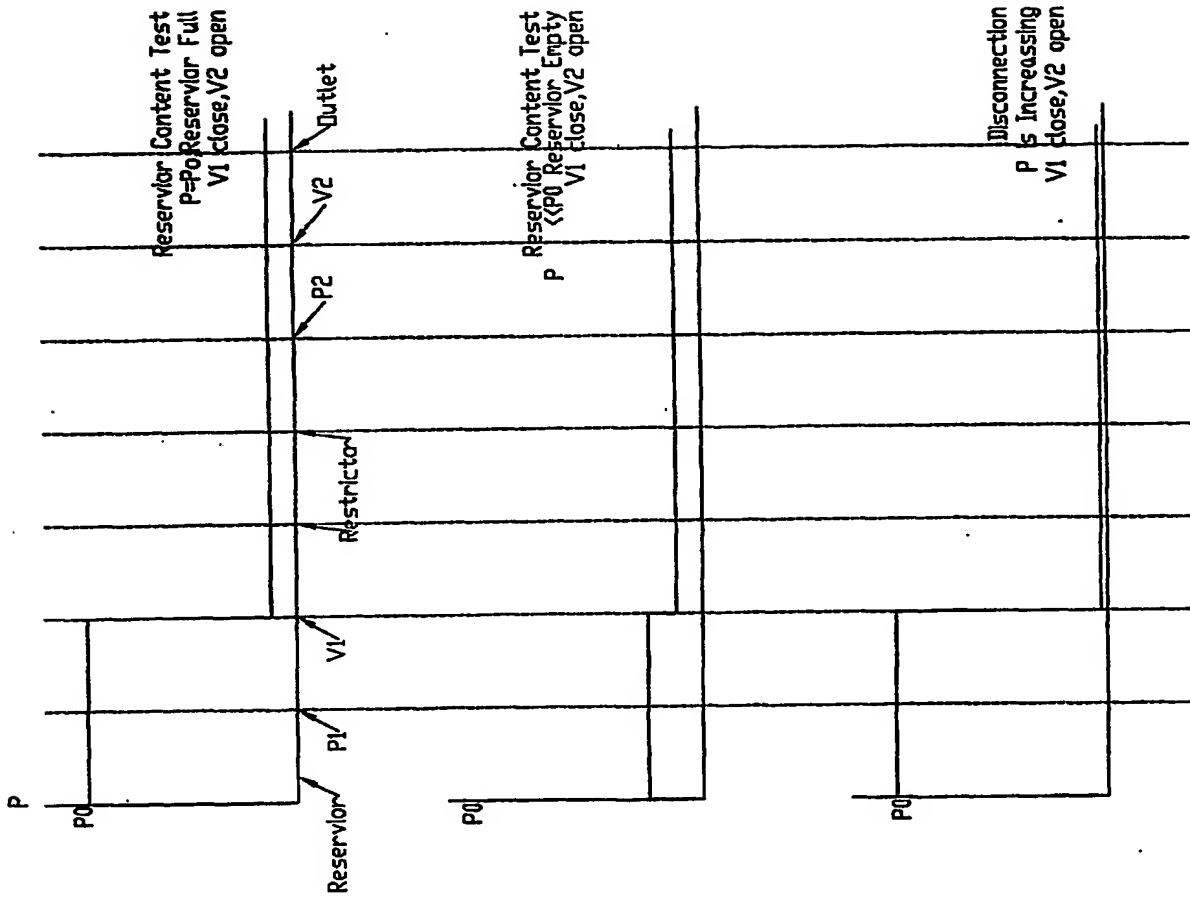 P
P0
Reservior Content Test
P=Po,Reservior Full
V1 close,V2 open
Reservior
P1
V1
Restrictor
P2
V2
Outlet
P0
Reservior Content Test
P <<P0 Reservior Empty
V1 close,V2 open
P0
Disconnection
P is Increassing
V1 close,V2 open